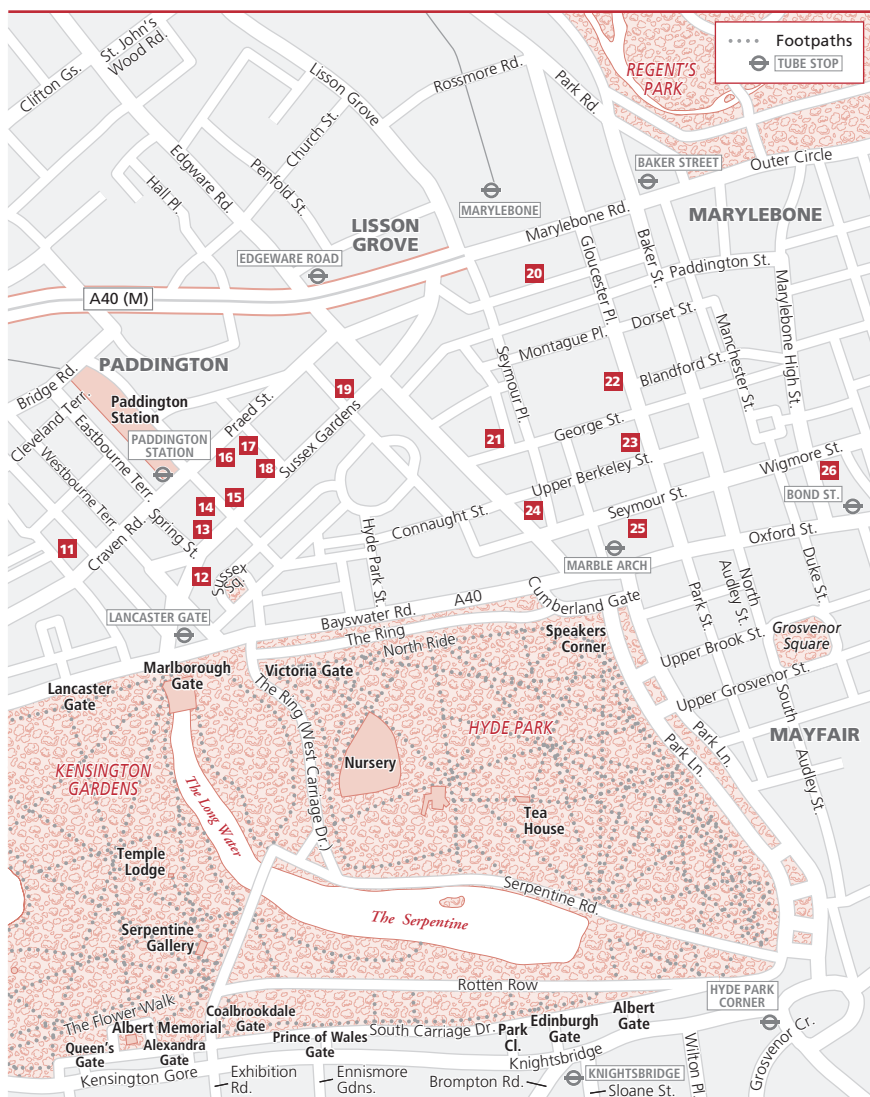 Footpaths
TUBE STOP
St. John's
Wood Rd.
Clifton Gs.
Lisson Grove
Rossmore Rd.
Park Rd.
REGENT'S
PARK
Church St.
Edgware Rd.
Penfold St.
Hall Pl.
BAKER STREET
Outer Circle
MARYLEBONE
LISSON
GROVE
Marylebone Rd.
MARYLEBONE
EDGEWARE ROAD
20
Gloucester Pl.
Baker St.
Paddington St.
Marylebone High St.
A40 (M)
Dorset St.
Montague Pl.
Manchester St.
PADDINGTON
Bridge Rd.
Paddington
Station
19
Seymour Pl.
22
Blandford St.
Cleveland Terr.
Eastbourne Terr.
Westbourne Terr.
PADDINGTON
STATION
Praed St.
Sussex Gardens
17
16
18
21
George St.
23
Upper Berkeley St.
Wigmore St.
26
BOND ST.
14
15
13
Spring St.
Craven Rd.
11
12
Sussex
Sq.
Hyde Park St.
Connaught St.
24
Seymour St.
25
MARBLE ARCH
Oxford St.
LANCASTER GATE
Bayswater Rd.
A40
Cumberland Gate
Park St.
North
Audley St.
Duke St.
The Ring
North Ride
Speakers
Corner
Upper Brook St.
Grosvenor
Square
Marlborough
Gate
Victoria Gate
Lancaster
Gate
The Ring (West Carriage Dr.)
HYDE PARK
Upper Grosvenor St.
South Audley St.
MAYFAIR
Park Ln.
Park Ln.
KENSINGTON
GARDENS
Nursery
The Long Water
Tea
House
Temple
Lodge
Serpentine Rd.
The Serpentine
Serpentine
Gallery
Rotten Row
HYDE PARK
CORNER
The Flower Walk
Coalbrookdale
Gate
Albert Memorial
Alexandra
Gate
Queen's
Gate
Prince of Wales
Gate
South Carriage Dr.
Park
Cl.
Edinburgh
Gate
Albert
Gate
Knightsbridge
Kensington Gore
Exhibition
Rd.
Ennismore
Gdns.
Brompton Rd.
KNIGHTSBRIDGE
Sloane St.
Wilton Pl.
Grosvenor Cr.